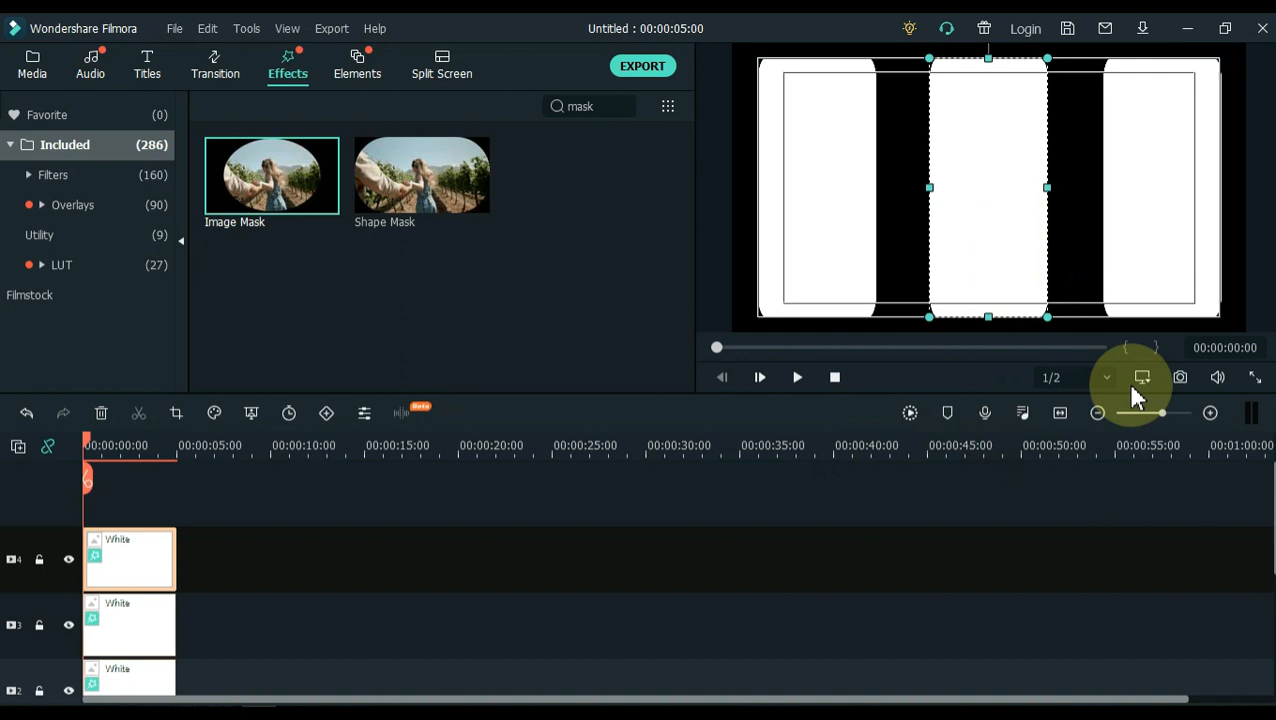 Wondershare Filmora File Edit Tools View Export Help Untitled : 00:00:05:00 Login
Media Audio Titles Transition Effects Elements Split Screen EXPORT
Favorite (0) mask
Included (286)
Filters (160)
Overlays (90)
Image Mask Shape Mask
Utility (9)
LUT (27)
Filmstock
{ } 00:00:00:00
1/2
Beta
00:00:00:00 00:00:05:00 00:00:10:00 00:00:15:00 00:00:20:00 00:00:25:00 00:00:30:00 00:00:35:00 00:00:40:00 00:00:45:00 00:00:50:00 00:00:55:00 00:01:00:00
White
4
White
3
White
2